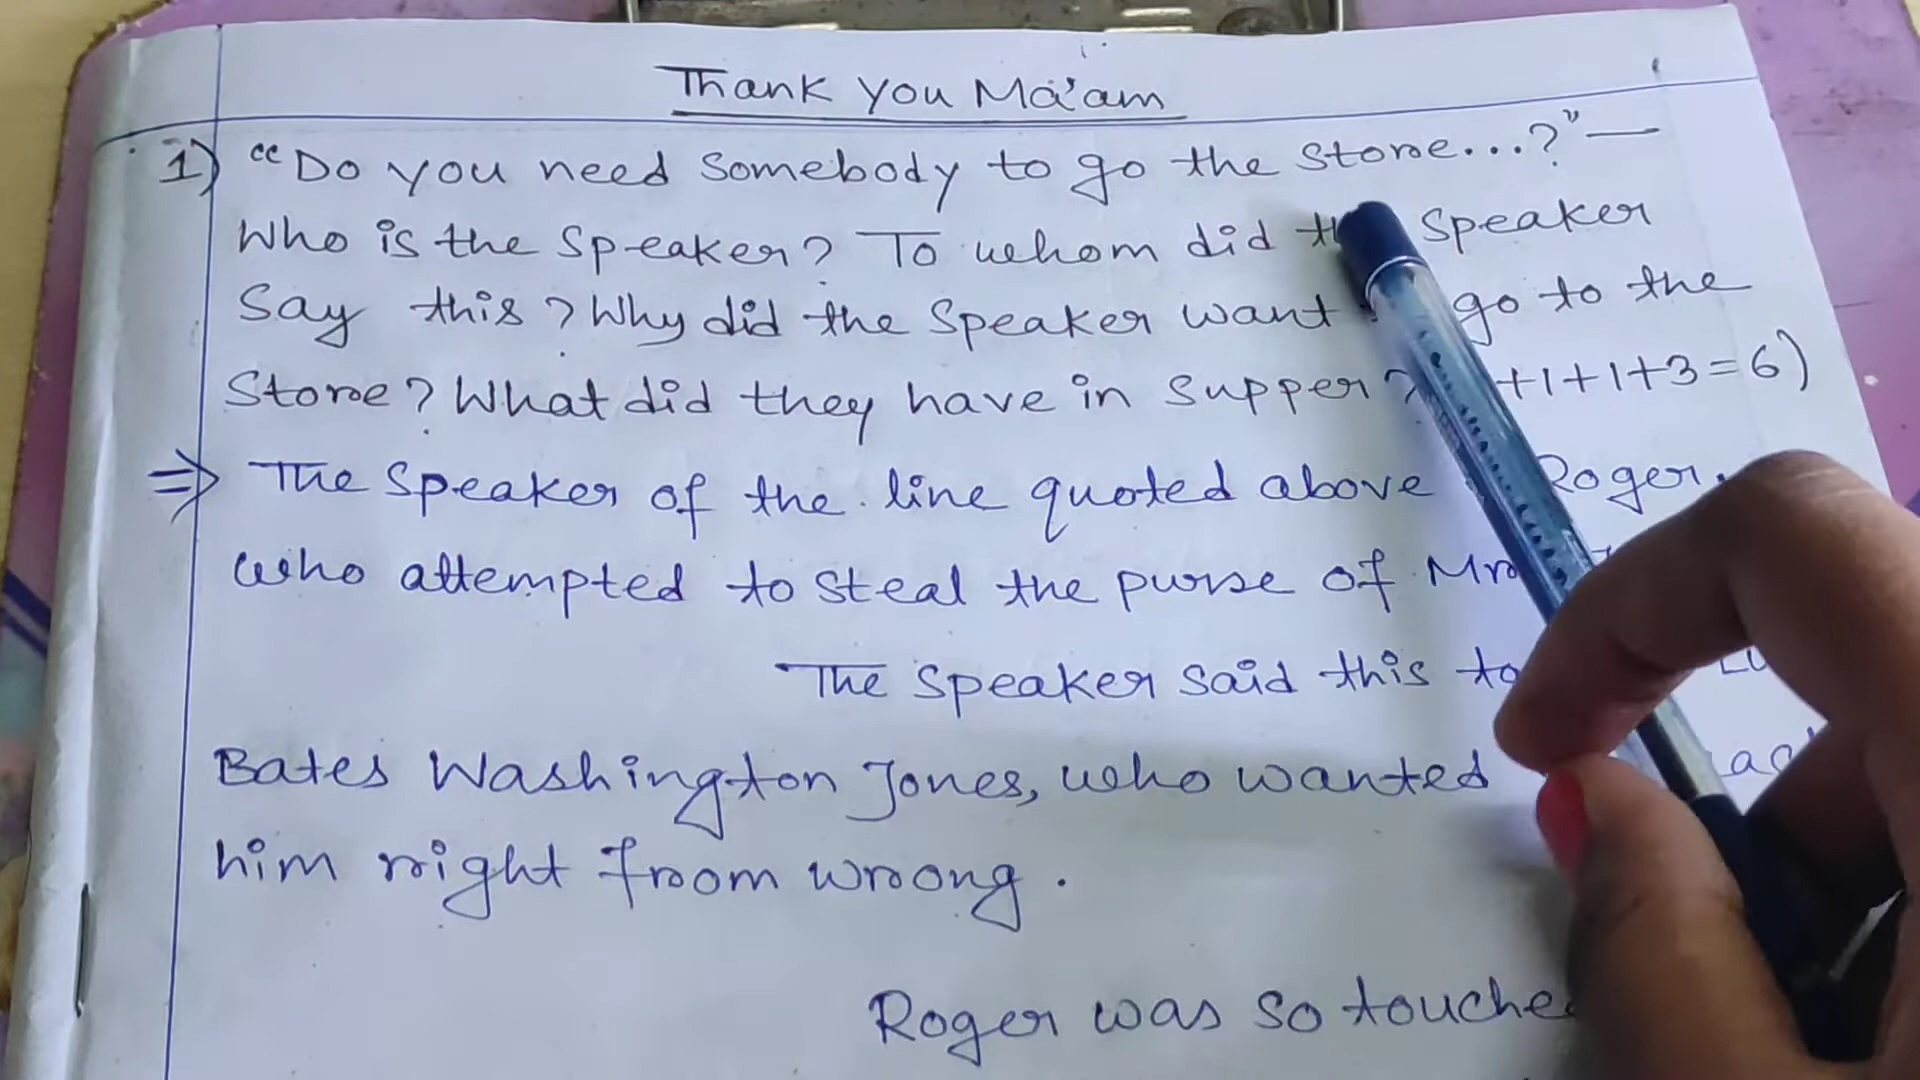 Thank You Ma'am
1) "Do you need somebody to go the store...?" —
Who is the speaker? To whom did speaker
say this? Why did the speaker want go to the
store? What did they have in supper? +1+1+3=6)
⇒ The speaker of the line quoted above Roger,
who attempted to steal the purse of
The speaker said this to
Bates Washington Jones, who wanted
him right from wrong.
Roger was so